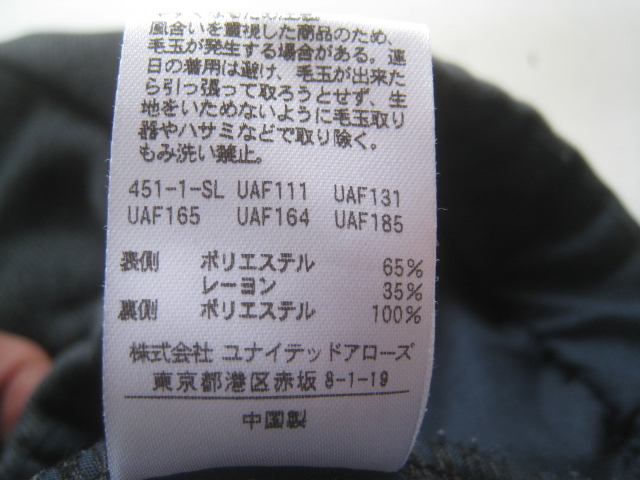 風合いを重視した商品のため、
毛玉が発生する場合がある。連
日の着用は避け、毛玉が出来た
ら引っ張って取ろうとせず、生
地をいためないように毛玉取り
器やハサミなどで取り除く。
もみ洗い禁止。
451-1-SL UAF111 UAF131
UAF165 UAF164 UAF185
表側 ポリエステル 65%
レーヨン 35%
裏側 ポリエステル 100%
株式会社 ユナイテッドアローズ
東京都港区赤坂 8-1-19
中国製